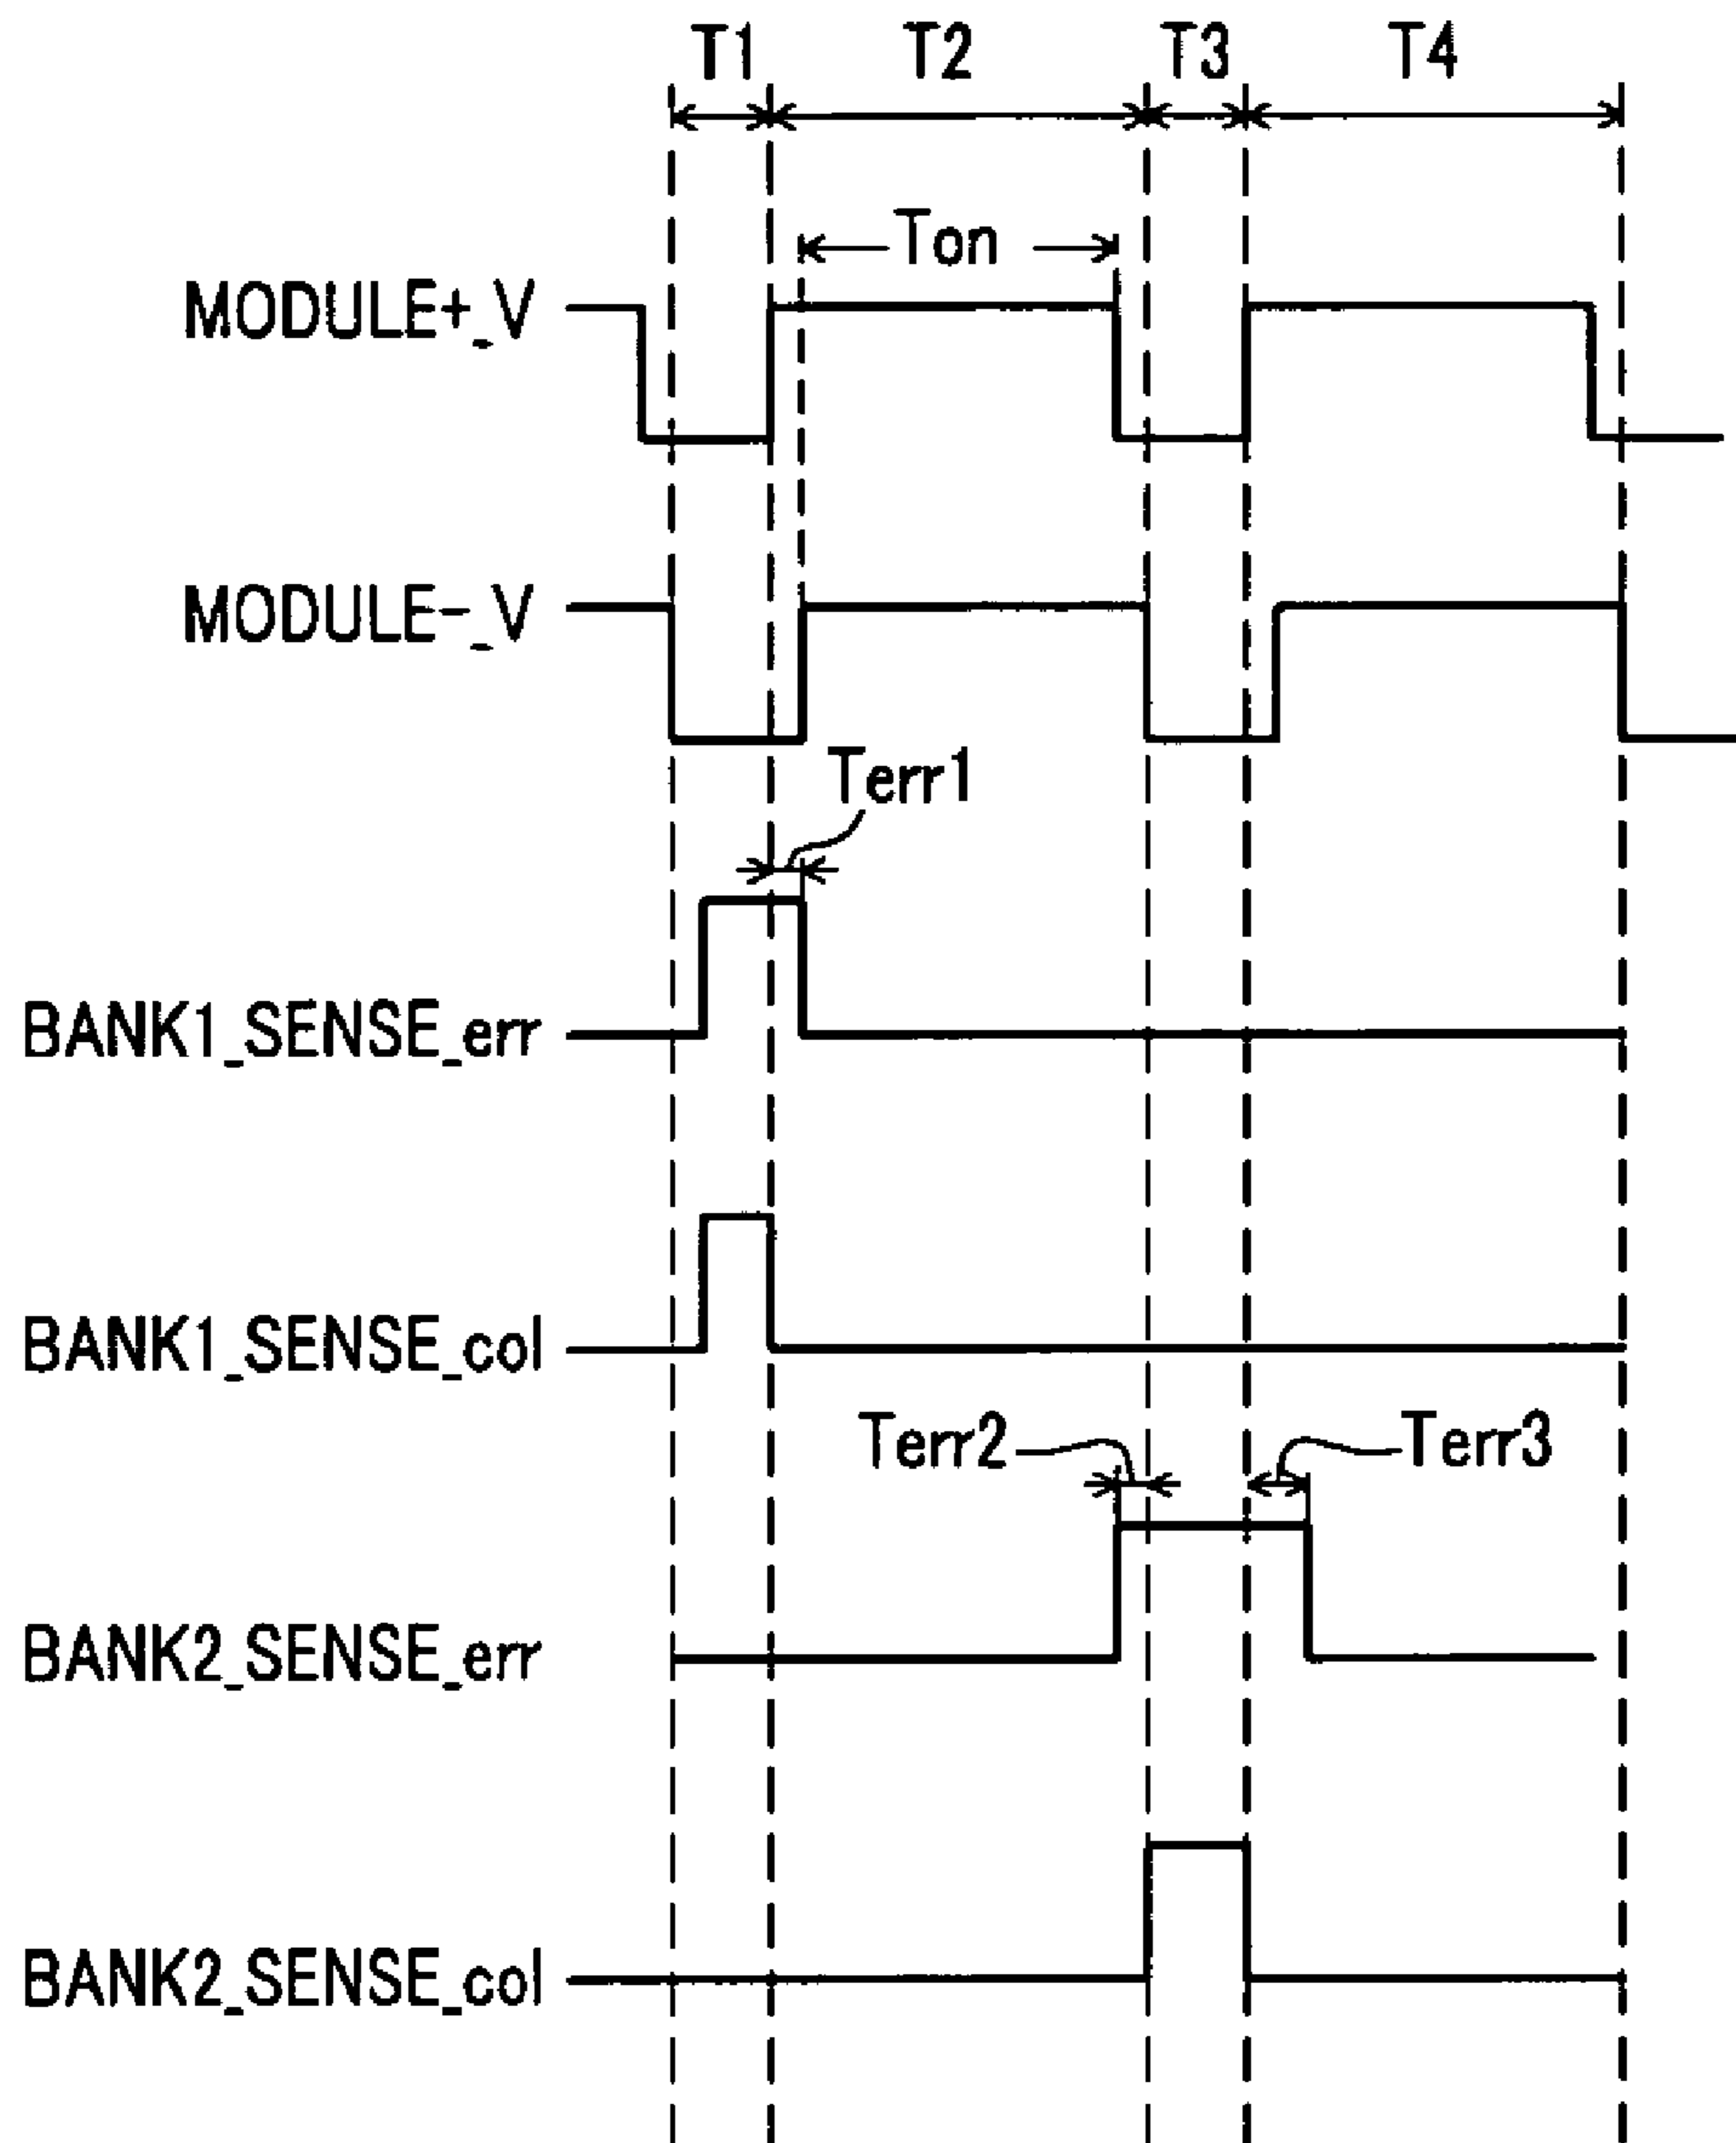 T1 T2 T3 T4
Ton
MODULE+_V
MODULE-_V
Terr1
BANK1_SENSE_err
BANK1_SENSE_col
Terr2 Terr3
BANK2_SENSE_err
BANK2_SENSE_col